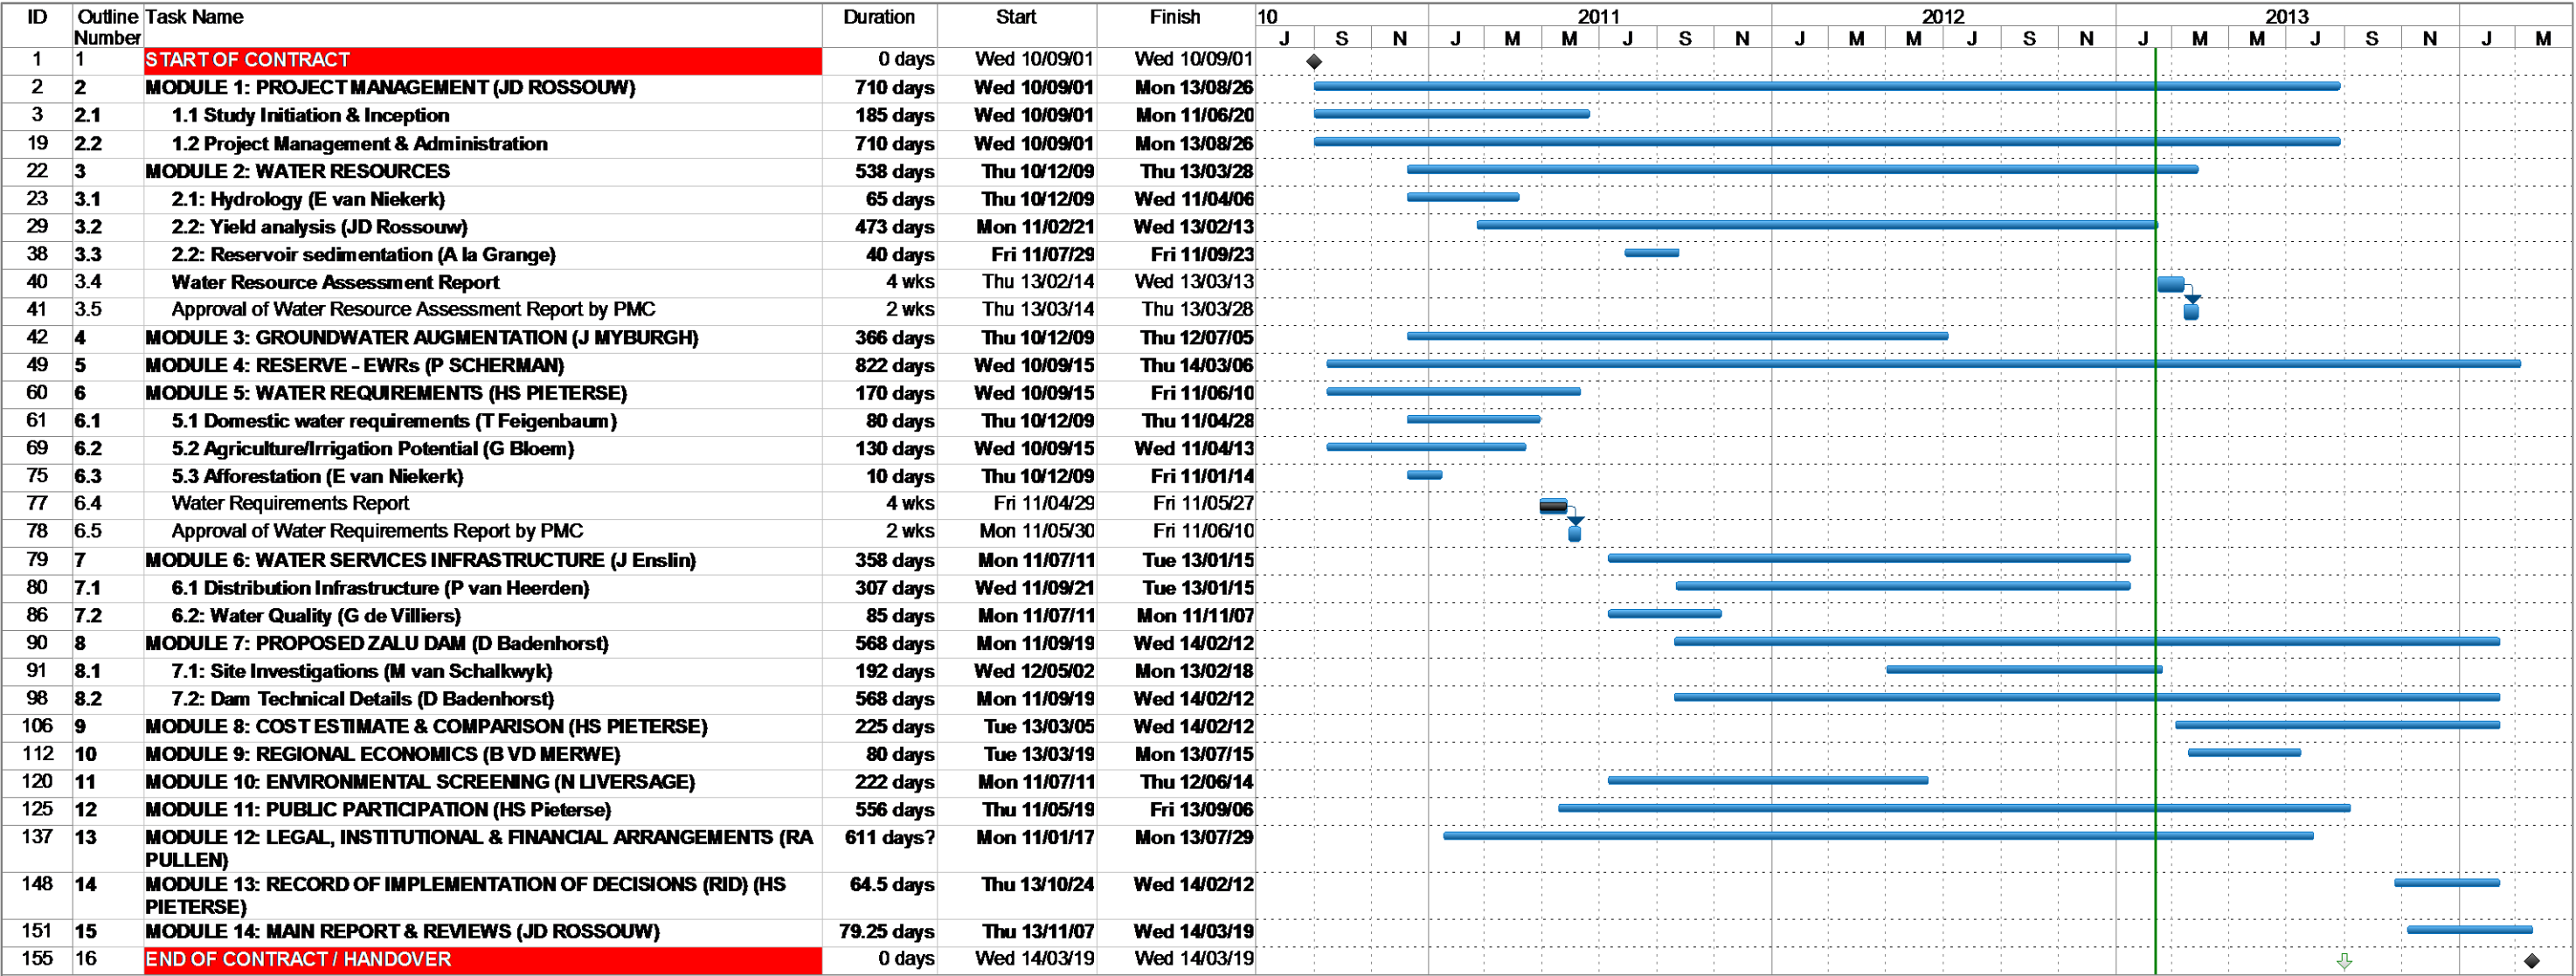 ID Outline Number Task Name Duration Start Finish 10 2011 2012 2013
J S N J M M J S N J M M J S N J M M J S N J M
1 1 START OF CONTRACT 0 days Wed 10/09/01 Wed 10/09/01
2 2 MODULE 1: PROJECT MANAGEMENT (JD ROSSOUW) 710 days Wed 10/09/01 Mon 13/08/26
3 2.1 1.1 Study Initiation & Inception 185 days Wed 10/09/01 Mon 11/06/20
19 2.2 1.2 Project Management & Administration 710 days Wed 10/09/01 Mon 13/08/26
22 3 MODULE 2: WATER RESOURCES 538 days Thu 10/12/09 Thu 13/03/28
23 3.1 2.1: Hydrology (E van Niekerk) 65 days Thu 10/12/09 Wed 11/04/06
29 3.2 2.2: Yield analysis (JD Rossouw) 473 days Mon 11/02/21 Wed 13/02/13
38 3.3 2.2: Reservoir sedimentation (A la Grange) 40 days Fri 11/07/29 Fri 11/09/23
40 3.4 Water Resource Assessment Report 4 wks Thu 13/02/14 Wed 13/03/13
41 3.5 Approval of Water Resource Assessment Report by PMC 2 wks Thu 13/03/14 Thu 13/03/28
42 4 MODULE 3: GROUNDWATER AUGMENTATION (J MYBURGH) 366 days Thu 10/12/09 Thu 12/07/05
49 5 MODULE 4: RESERVE - EWRs (P SCHERMAN) 822 days Wed 10/09/15 Thu 14/03/06
60 6 MODULE 5: WATER REQUIREMENTS (HS PIETERSE) 170 days Wed 10/09/15 Fri 11/06/10
61 6.1 5.1 Domestic water requirements (T Feigenbaum) 80 days Thu 10/12/09 Thu 11/04/28
69 6.2 5.2 Agriculture/Irrigation Potential (G Bloem) 130 days Wed 10/09/15 Wed 11/04/13
75 6.3 5.3 Afforestation (E van Niekerk) 10 days Thu 10/12/09 Fri 11/01/14
77 6.4 Water Requirements Report 4 wks Fri 11/04/29 Fri 11/05/27
78 6.5 Approval of Water Requirements Report by PMC 2 wks Mon 11/05/30 Fri 11/06/10
79 7 MODULE 6: WATER SERVICES INFRASTRUCTURE (J Enslin) 358 days Mon 11/07/11 Tue 13/01/15
80 7.1 6.1 Distribution Infrastructure (P van Heerden) 307 days Wed 11/09/21 Tue 13/01/15
86 7.2 6.2: Water Quality (G de Villiers) 85 days Mon 11/07/11 Mon 11/11/07
90 8 MODULE 7: PROPOSED ZALU DAM (D Badenhorst) 568 days Mon 11/09/19 Wed 14/02/12
91 8.1 7.1: Site Investigations (M van Schalkwyk) 192 days Wed 12/05/02 Mon 13/02/18
98 8.2 7.2: Dam Technical Details (D Badenhorst) 568 days Mon 11/09/19 Wed 14/02/12
106 9 MODULE 8: COST ESTIMATE & COMPARISON (HS PIETERSE) 225 days Tue 13/03/05 Wed 14/02/12
112 10 MODULE 9: REGIONAL ECONOMICS (B VD MERWE) 80 days Tue 13/03/19 Mon 13/07/15
120 11 MODULE 10: ENVIRONMENTAL SCREENING (N LIVERSAGE) 222 days Mon 11/07/11 Thu 12/06/14
125 12 MODULE 11: PUBLIC PARTICIPATION (HS Pieterse) 556 days Thu 11/05/19 Fri 13/09/06
137 13 MODULE 12: LEGAL, INSTITUTIONAL & FINANCIAL ARRANGEMENTS (RA 611 days? Mon 11/01/17 Mon 13/07/29
PULLEN)
148 14 MODULE 13: RECORD OF IMPLEMENTATION OF DECISIONS (RID) (HS 64.5 days Thu 13/10/24 Wed 14/02/12
PIETERSE)
151 15 MODULE 14: MAIN REPORT & REVIEWS (JD ROSSOUW) 79.25 days Thu 13/11/07 Wed 14/03/19
155 16 END OF CONTRACT / HANDOVER 0 days Wed 14/03/19 Wed 14/03/19